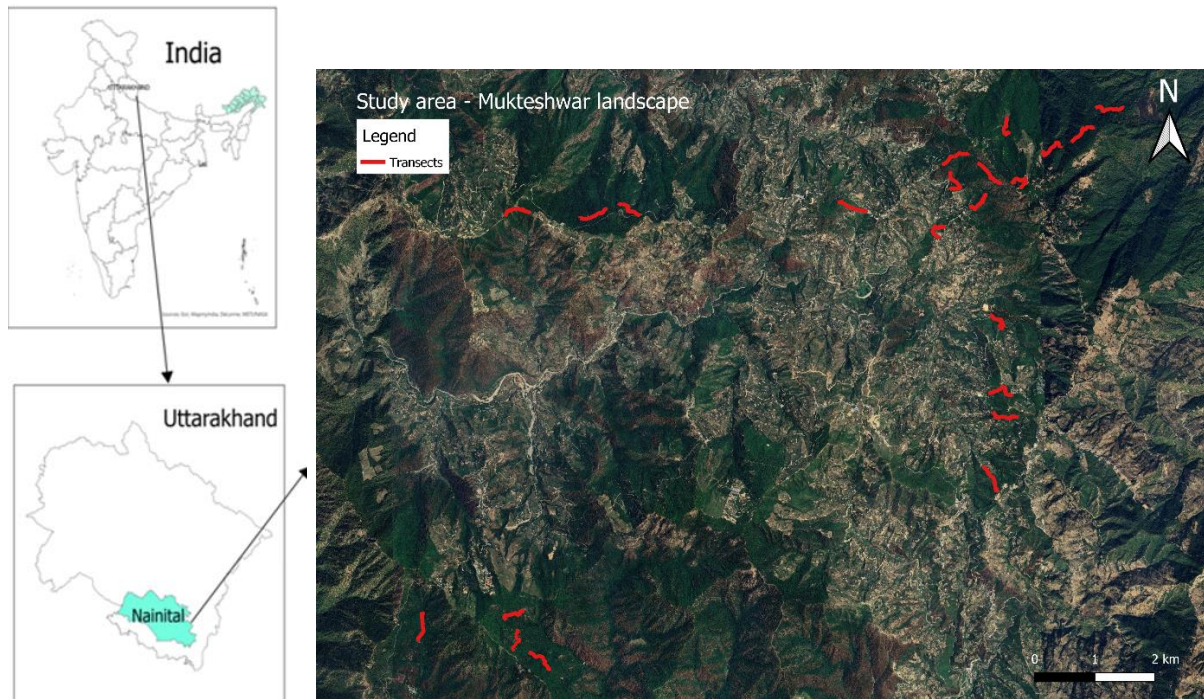 India
UTTARAKHAND
Uttarakhand
Nainital
Study area - Mukteshwar landscape
Legend
Transects
N
0 1 2 km